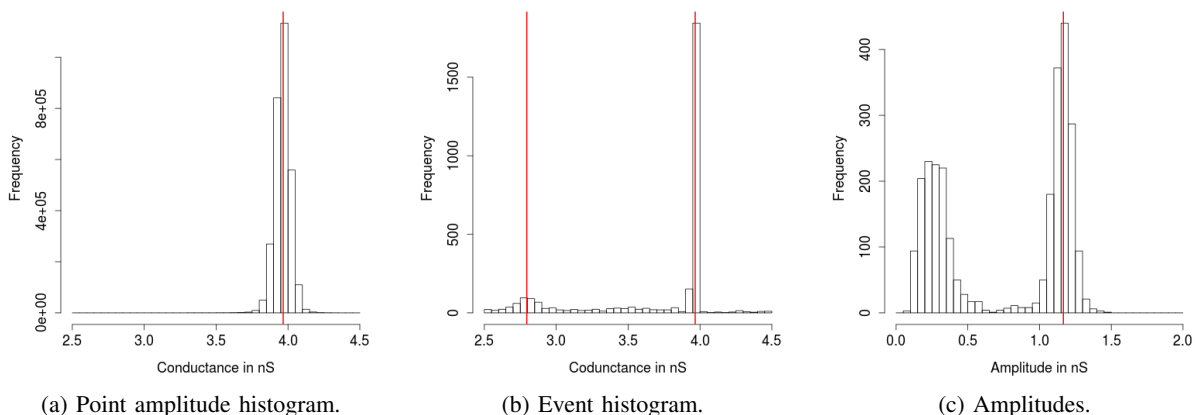 Frequency
0e+00
4e+05
8e+05
2.5 3.0 3.5 4.0 4.5
Conductance in nS
(a) Point amplitude histogram.
Frequency
0
500
1000
1500
2.5 3.0 3.5 4.0 4.5
Codunctance in nS
(b) Event histogram.
Frequency
0
100
200
300
400
0.0 0.5 1.0 1.5 2.0
Amplitude in nS
(c) Amplitudes.